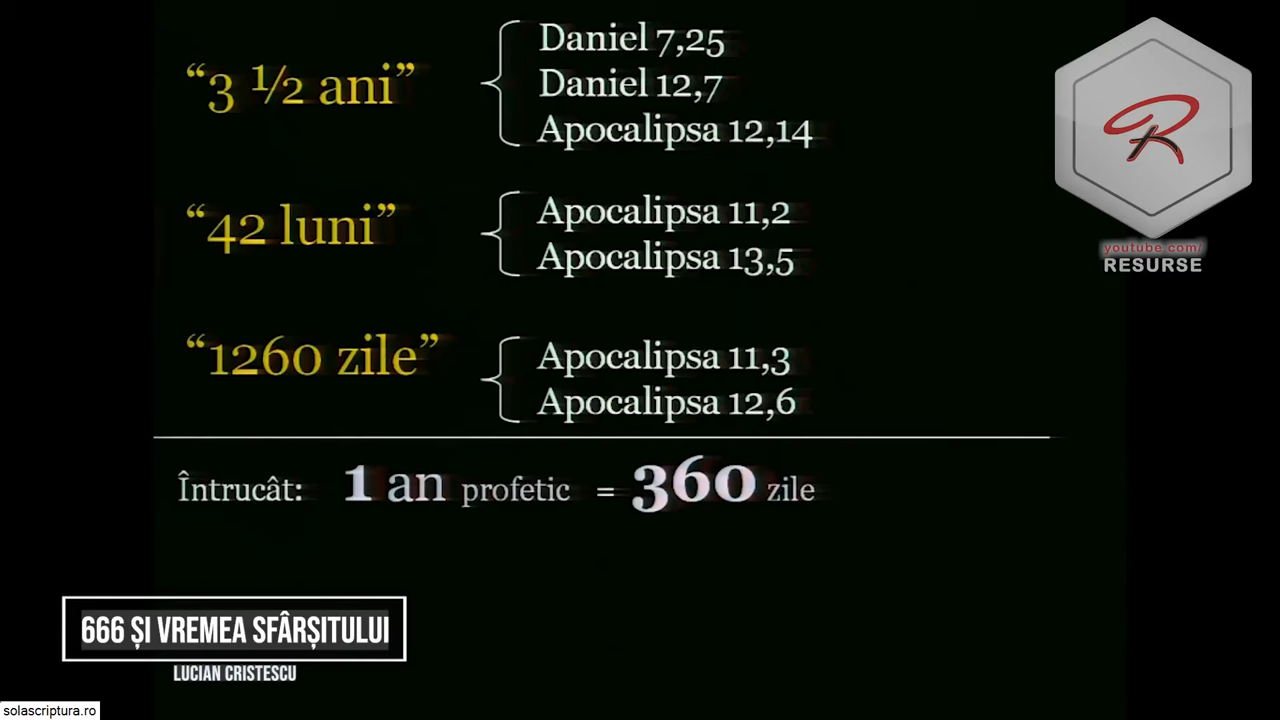 “3 ½ ani”
Daniel 7,25
Daniel 12,7
Apocalipsa 12,14
“42 luni”
Apocalipsa 11,2
Apocalipsa 13,5
“1260 zile”
Apocalipsa 11,3
Apocalipsa 12,6
Întrucât: 1 an profetic = 360 zile
R
youtube.com/
RESURSE
666 ȘI VREMEA SFÂRȘITULUI
LUCIAN CRISTESCU
solascriptura.ro